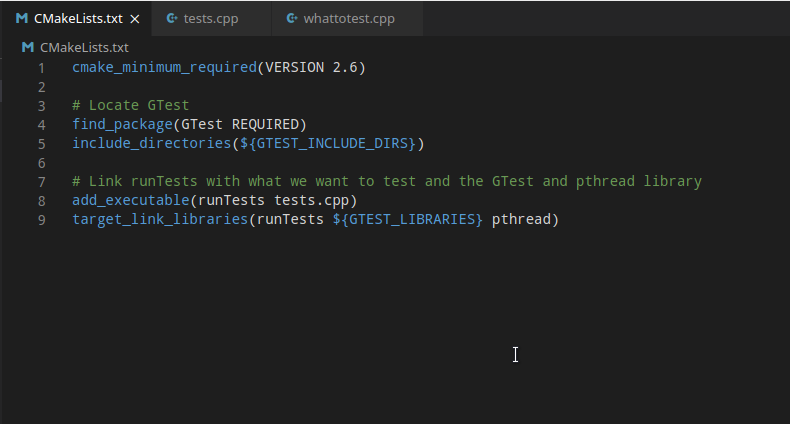 CMakeLists.txt tests.cpp whattotest.cpp
CMakeLists.txt
1 cmake_minimum_required(VERSION 2.6)
2
3 # Locate GTest
4 find_package(GTest REQUIRED)
5 include_directories(${GTEST_INCLUDE_DIRS})
6
7 # Link runTests with what we want to test and the GTest and pthread library
8 add_executable(runTests tests.cpp)
9 target_link_libraries(runTests ${GTEST_LIBRARIES} pthread)